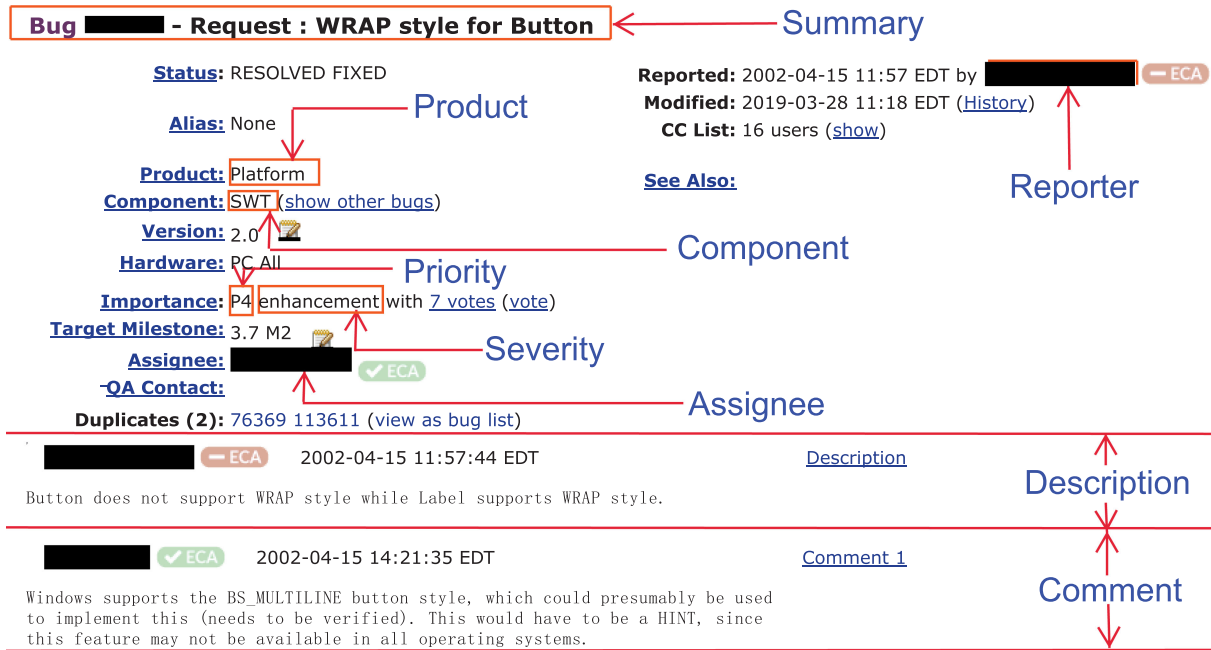 Bug - Request : WRAP style for Button
Summary
Status: RESOLVED FIXED
Reported: 2002-04-15 11:57 EDT by ECA
Modified: 2019-03-28 11:18 EDT (History)
Product
Alias: None
CC List: 16 users (show)
Product: Platform
See Also:
Reporter
Component: SWT (show other bugs)
Version: 2.0
Component
Hardware: PC All
Priority
Importance: P4 enhancement with 7 votes (vote)
Target Milestone: 3.7 M2
Severity
Assignee: ECA
QA Contact:
Assignee
Duplicates (2): 76369 113611 (view as bug list)
ECA 2002-04-15 11:57:44 EDT Description
Description
Button does not support WRAP style while Label supports WRAP style.
ECA 2002-04-15 14:21:35 EDT Comment 1
Comment
Windows supports the BS_MULTILINE button style, which could presumably be used
to implement this (needs to be verified). This would have to be a HINT, since
this feature may not be available in all operating systems.